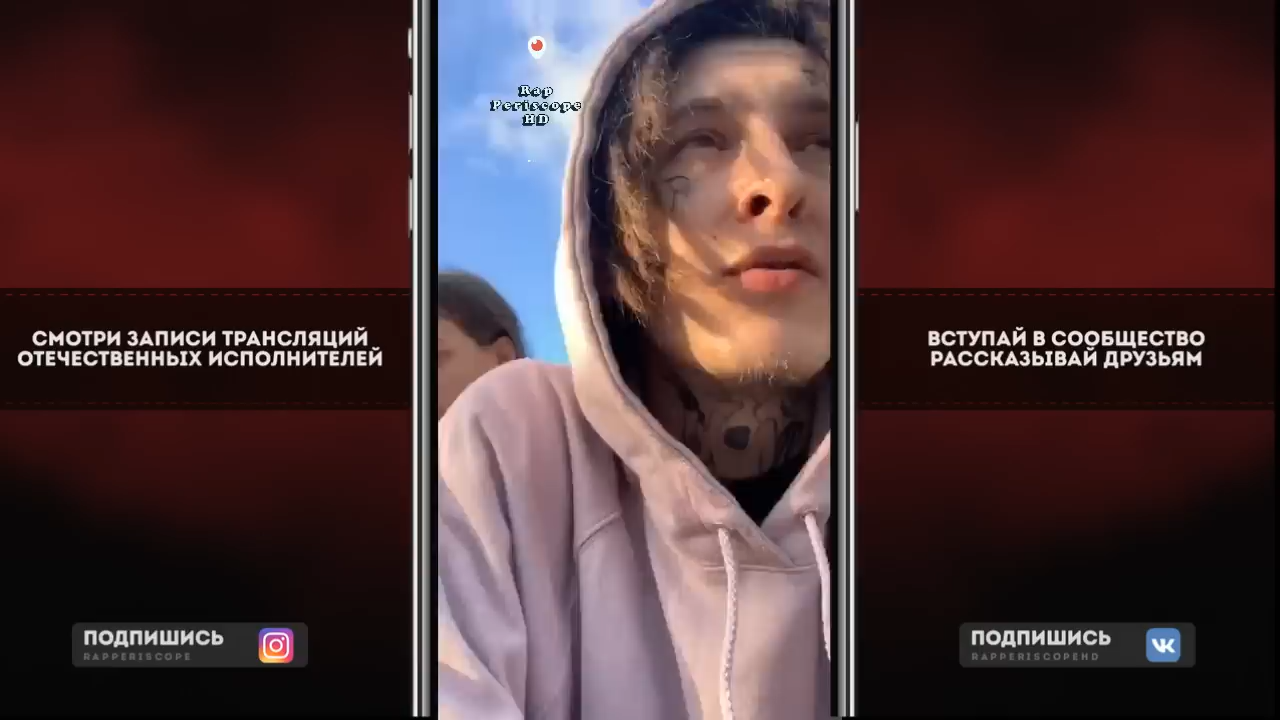 Rap
Periscope
HD
СМОТРИ ЗАПИСИ ТРАНСЛЯЦИЙ
ОТЕЧЕСТВЕННЫХ ИСПОЛНИТЕЛЕЙ
ВСТУПАЙ В СООБЩЕСТВО
РАССКАЗЫВАЙ ДРУЗЬЯМ
ПОДПИШИСЬ
RAPPERISCOPE
ПОДПИШИСЬ
RAPPERISCOPEHD